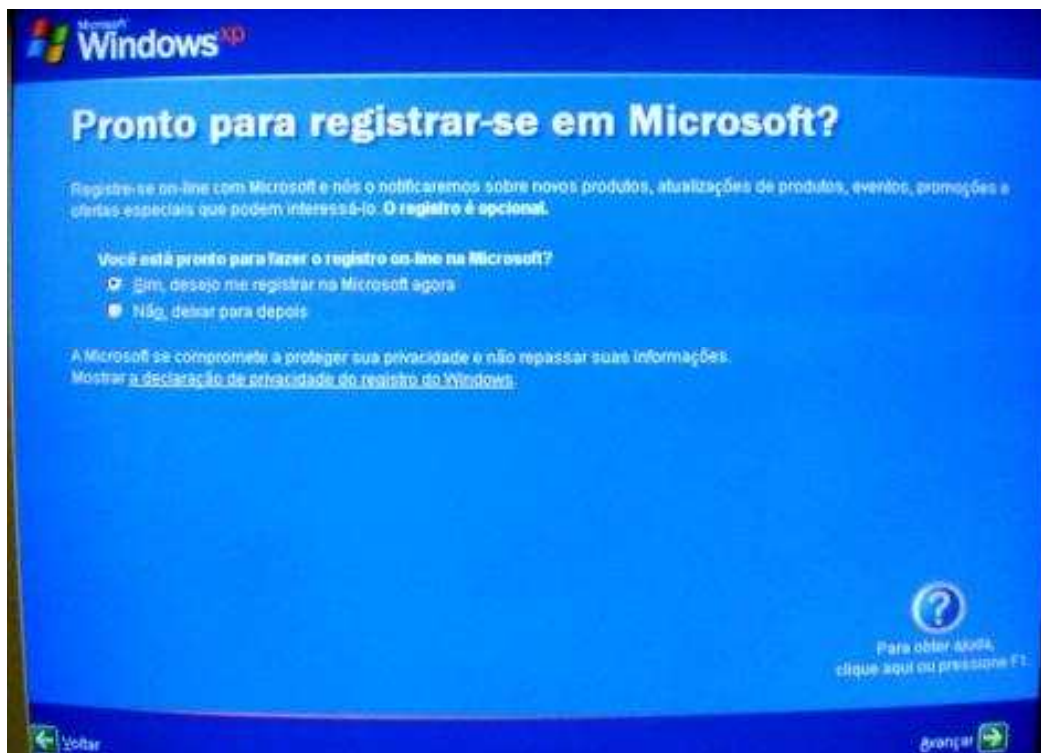 Microsoft
Windows xp
Pronto para registrar-se em Microsoft?
Registre-se on-line com Microsoft e nós o notificaremos sobre novos produtos, atualizações de produtos, eventos, promoções e
ofertas especiais que podem interessá-lo. O registro é opcional.
Você está pronto para fazer o registro on-line na Microsoft?
Sim, desejo me registrar na Microsoft agora
Não, deixar para depois
A Microsoft se compromete a proteger sua privacidade e não repassar suas informações.
Mostrar a declaração de privacidade do registro do Windows.
?
Para obter ajuda,
clique aqui ou pressione F1.
Voltar
Avançar